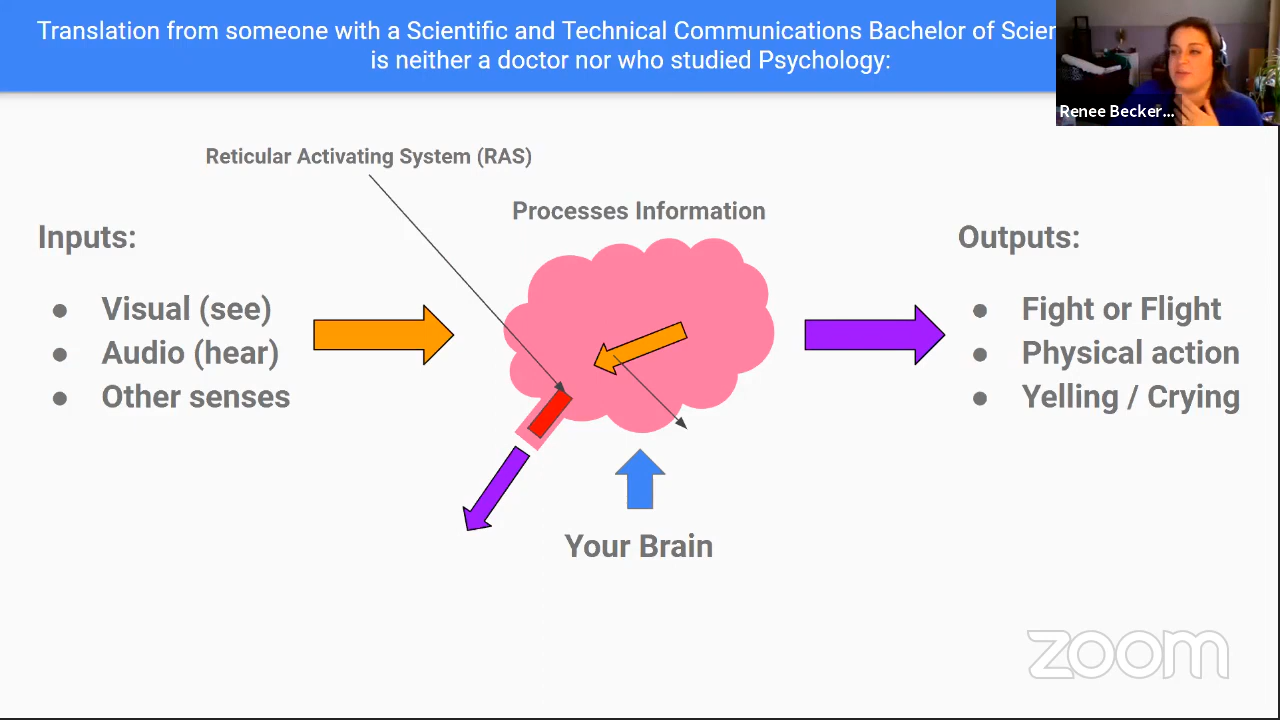 Translation from someone with a Scientific and Technical Communications Bachelor of
is neither a doctor nor who studied Psychology:
Renee Becker...
Reticular Activating System (RAS)
Processes Information
Inputs:
● Visual (see)
● Audio (hear)
● Other senses
Outputs:
● Fight or Flight
● Physical action
● Yelling / Crying
Your Brain
zoom